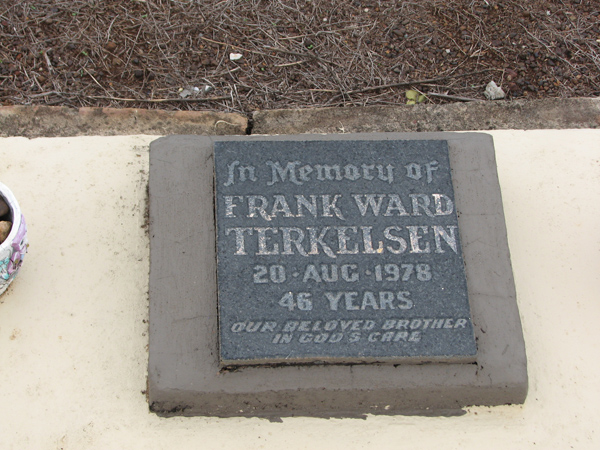 In Memory of
FRANK WARD
TERKELSEN
20 · AUG · 1978
46 YEARS
OUR BELOVED BROTHER
IN GOD'S CARE